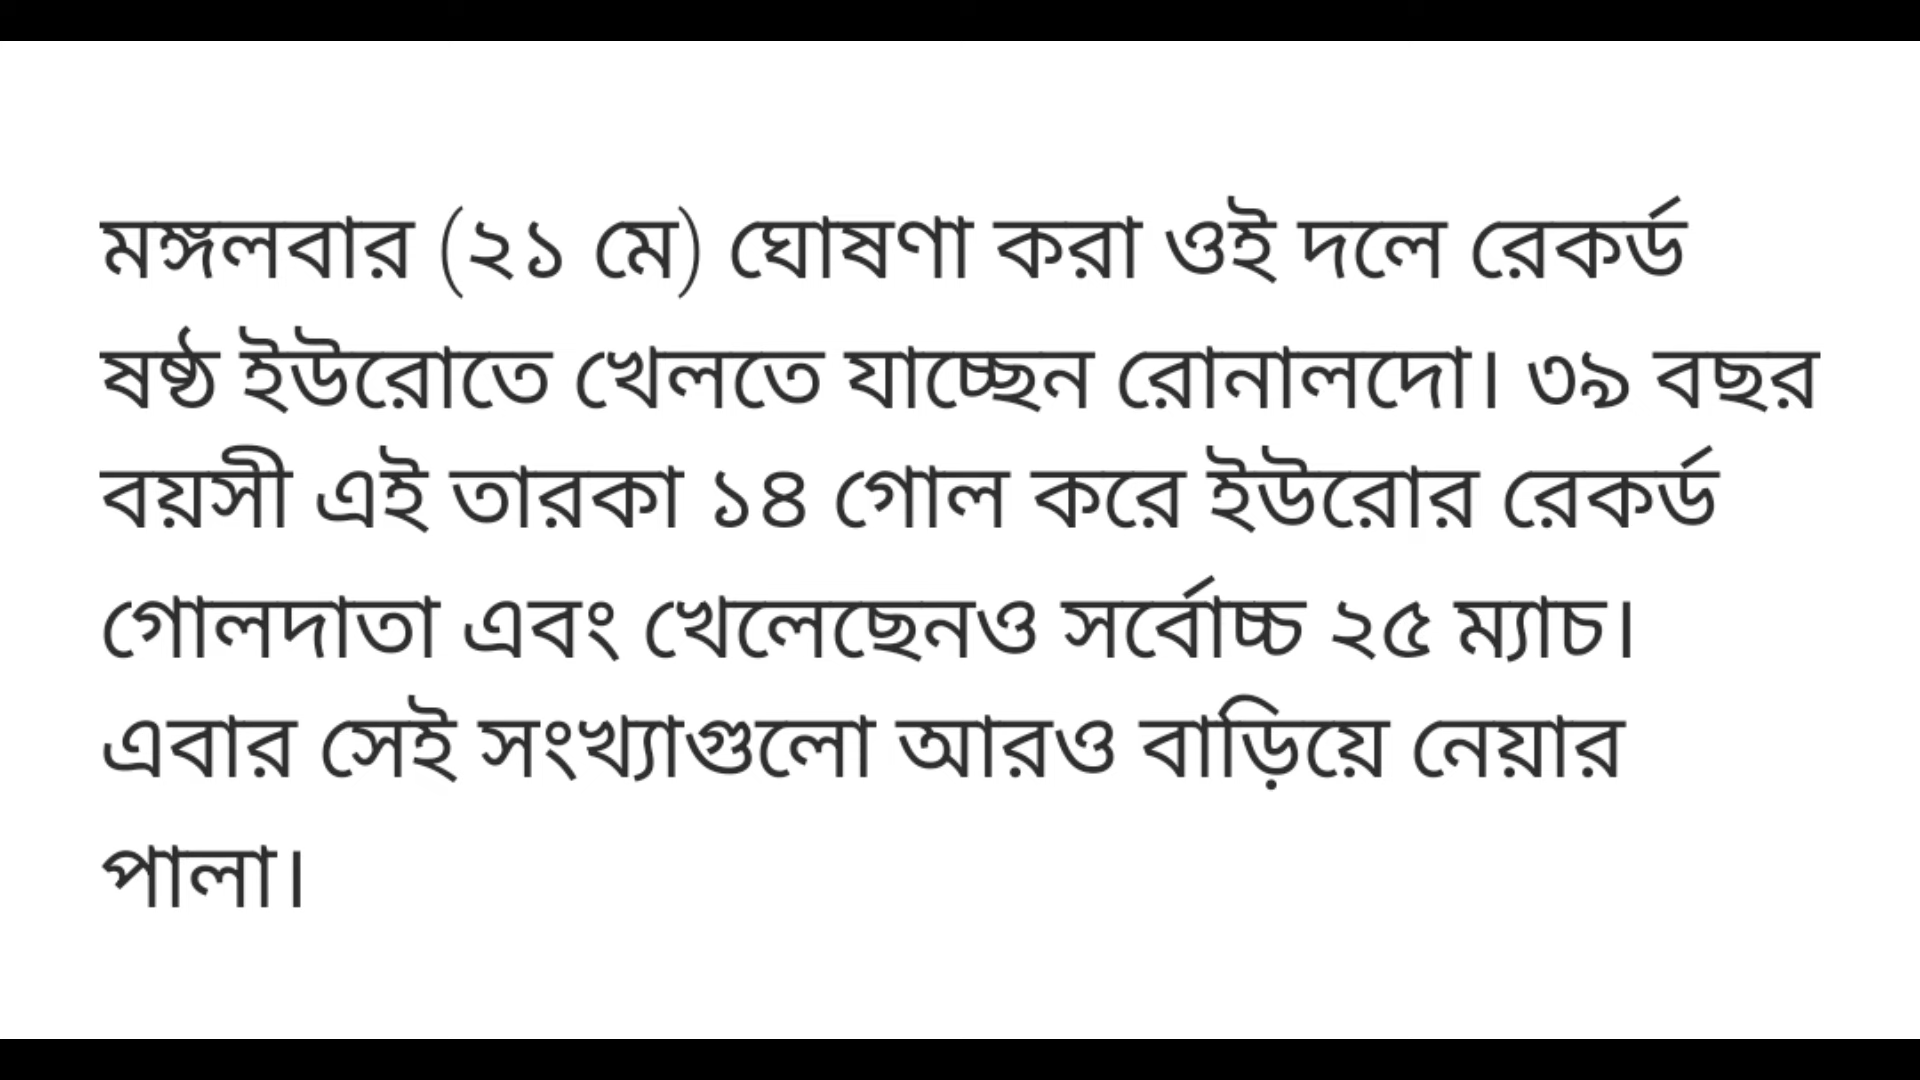 মঙ্গলবার (২১ মে) ঘোষণা করা ওই দলে রেকর্ড
ষষ্ঠ ইউরোতে খেলতে যাচ্ছেন রোনালদো। ৩৯ বছর
বয়সী এই তারকা ১৪ গোল করে ইউরোর রেকর্ড
গোলদাতা এবং খেলেছেনও সর্বোচ্চ ২৫ ম্যাচ।
এবার সেই সংখ্যাগুলো আরও বাড়িয়ে নেয়ার
পালা।